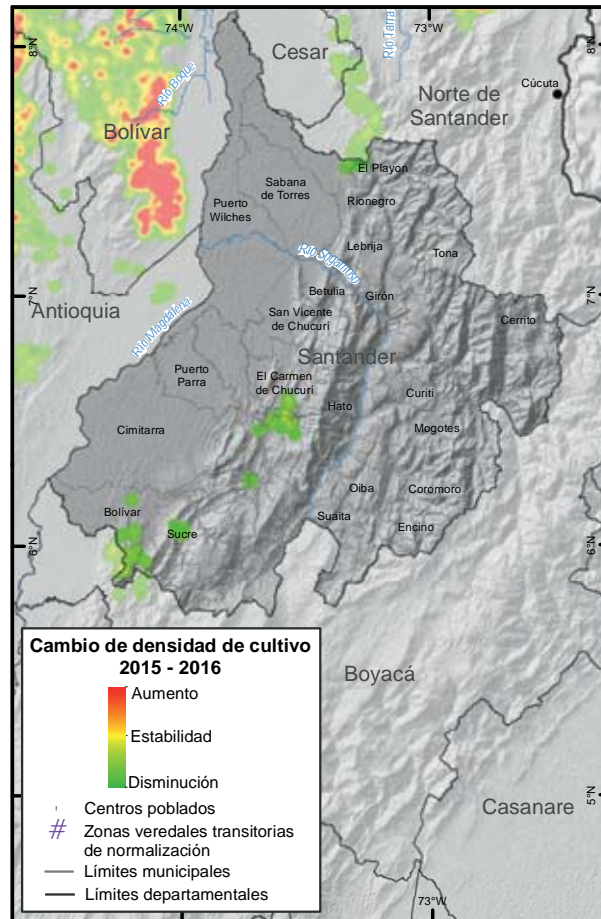 74°W
73°W
8°N
8°N
Cesar
Río Tarra
Río Boque
Cúcuta
Norte de
Santander
Bolívar
El Playon
Sabana
de Torres
Puerto
Wilches
Rionegro
Lebrija
Tona
Río Sogamoso
7°N
7°N
Betulia
Girón
Antioquia
San Vicente
de Chucurí
Cerrito
Río Magdalena
Santander
Puerto
Parra
El Carmen
de Chucurí
Curiti
Hato
Cimitarra
Mogotes
Oiba
Coromoro
Bolívar
Suaita
Sucre
Encino
6°N
6°N
Cambio de densidad de cultivo
2015 - 2016
Aumento
Estabilidad
Disminución
Centros poblados
Zonas veredales transitorias
de normalización
Límites municipales
Límites departamentales
Boyacá
5°N
Casanare
73°W